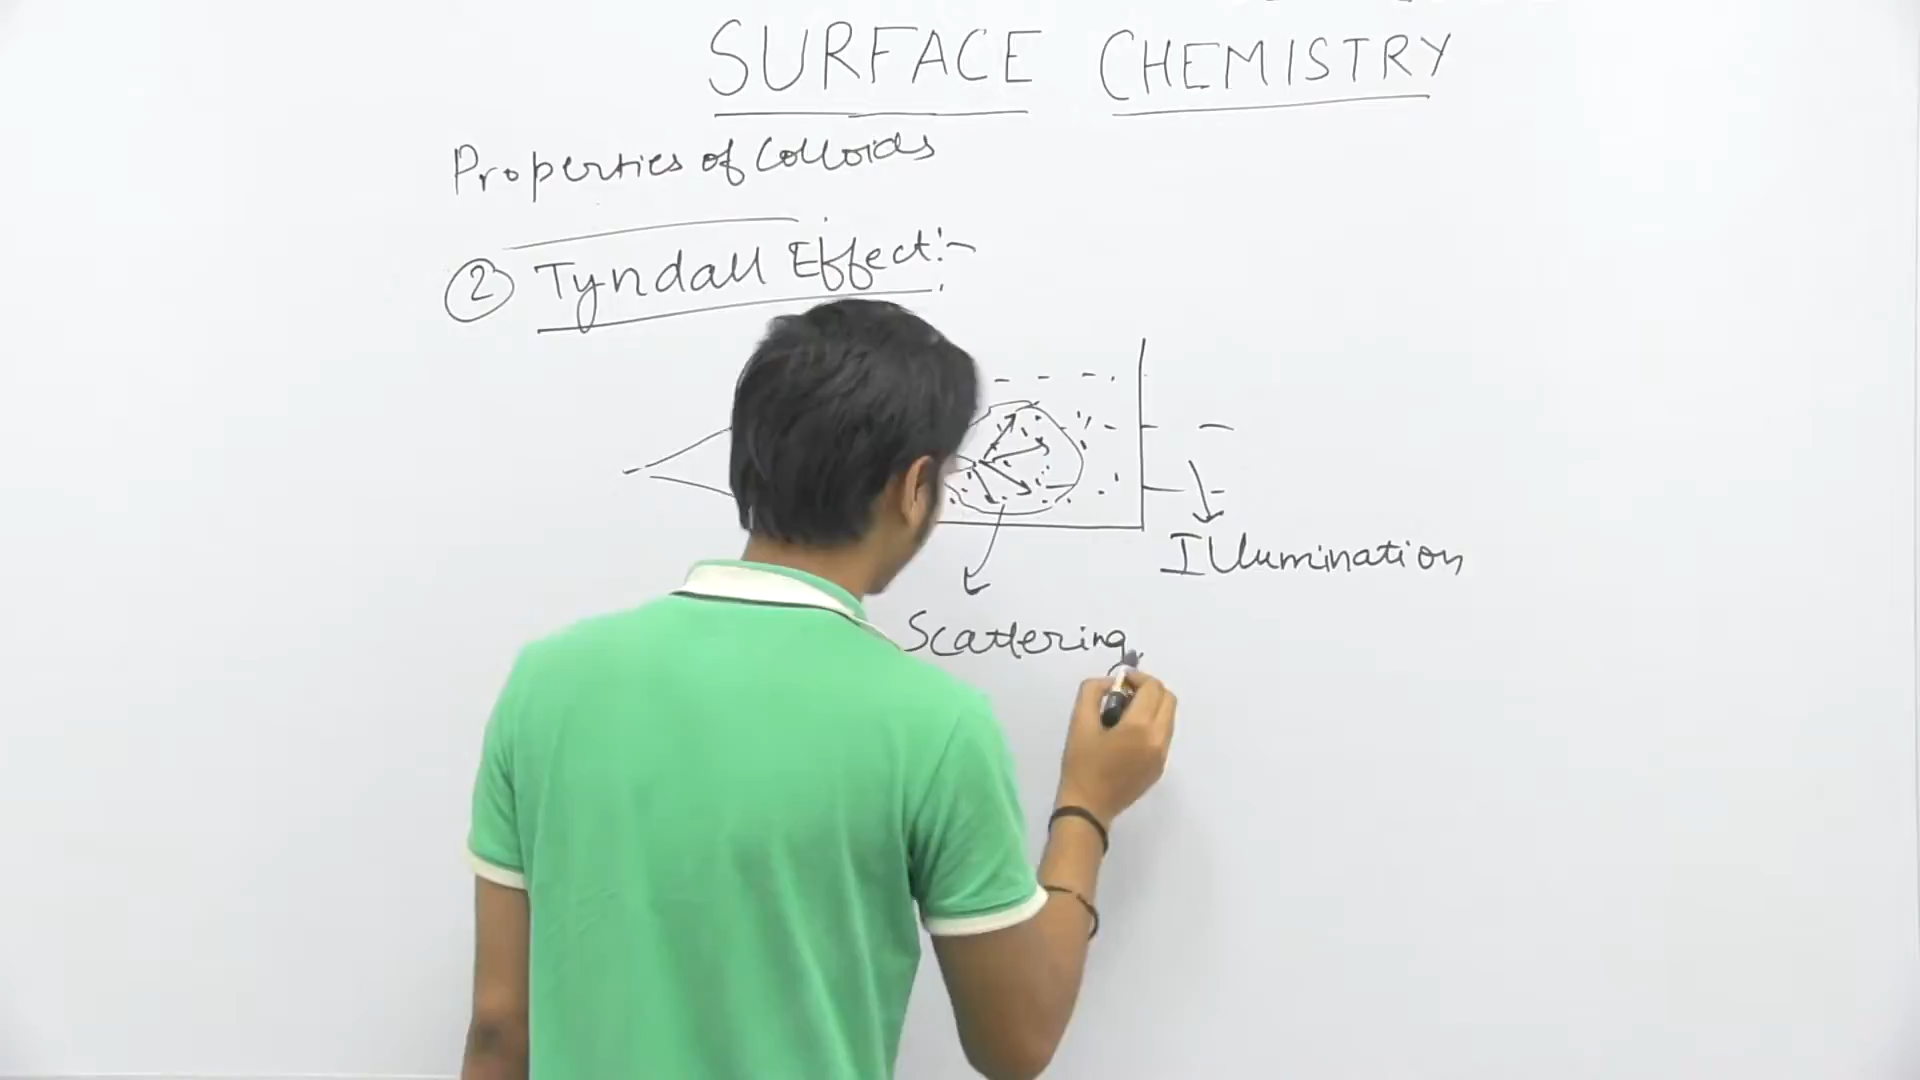 SURFACE CHEMISTRY
Properties of Colloids
② Tyndall Effect:-
Illumination
Scattering